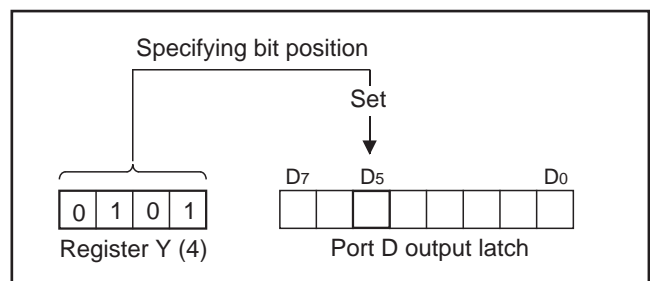 Specifying bit position
Set
D7 D5 D0
0 1 0 1
Register Y (4)
Port D output latch